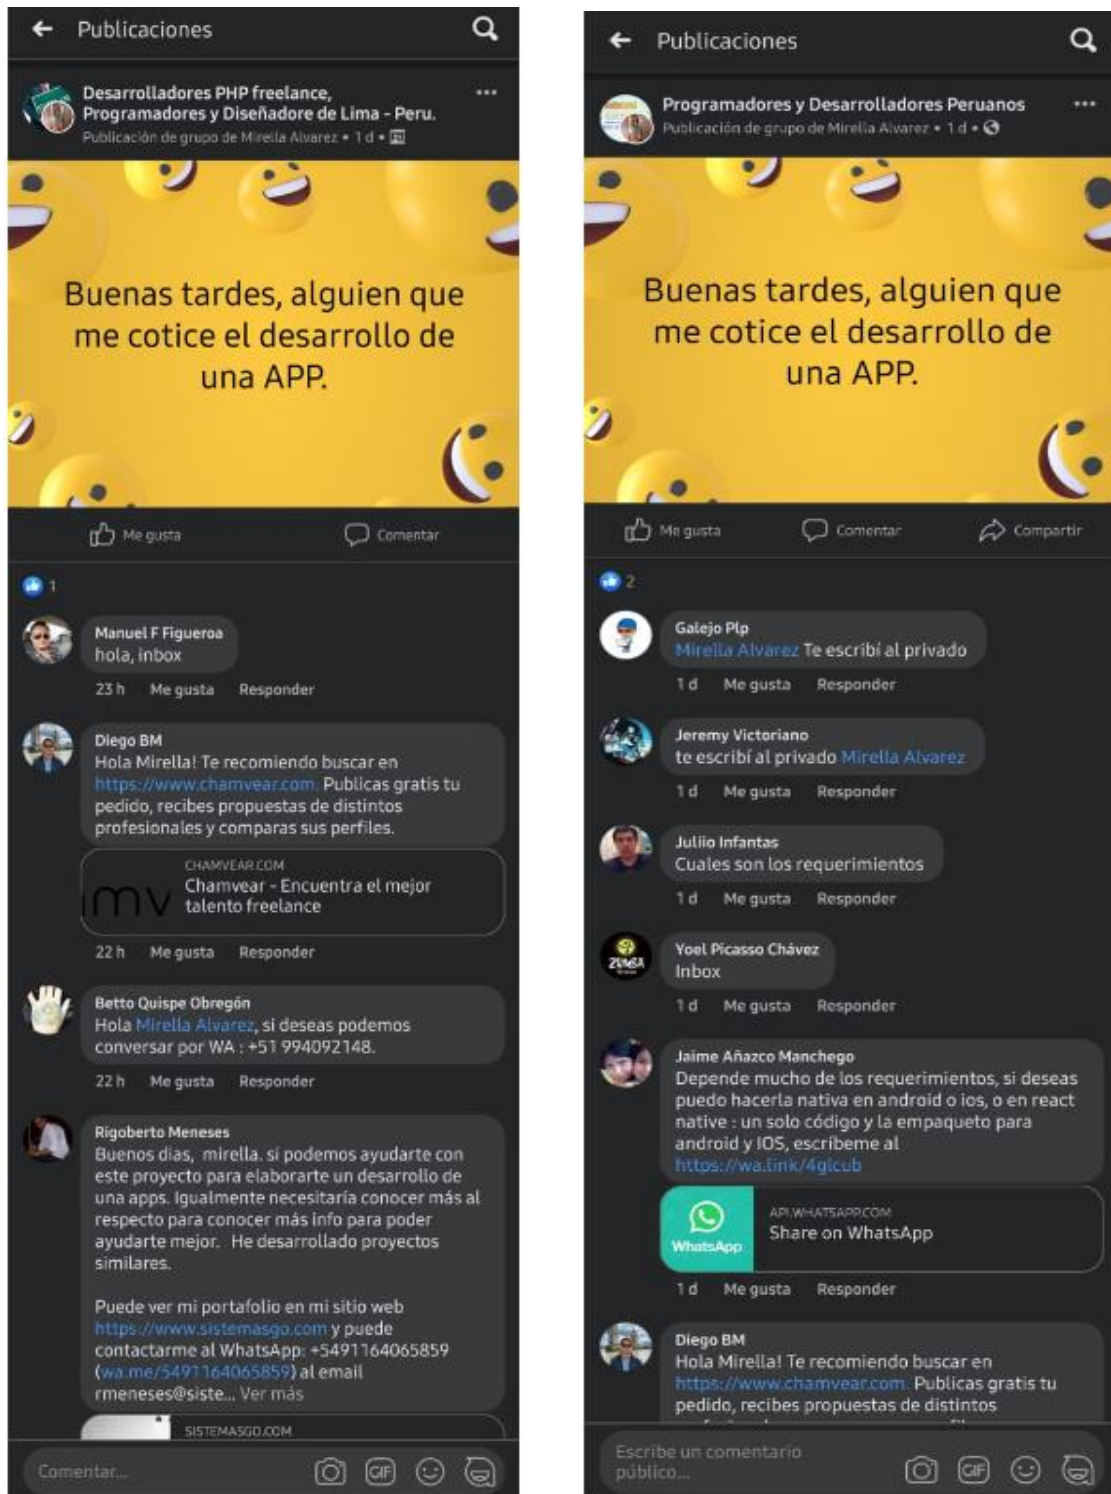 Publicaciones
Desarrolladores PHP freelance,
Programadores y Diseñadore de Lima - Peru.
Publicación de grupo de Mirella Alvarez • 1 d •
Buenas tardes, alguien que
me cotice el desarrollo de
una APP.
Me gusta
Comentar
1
Manuel F Figueroa
hola, inbox
23 h Me gusta Responder
Diego BM
Hola Mirella! Te recomiendo buscar en
https://www.chamvear.com. Publicas gratis tu
pedido, recibes propuestas de distintos
profesionales y comparas sus perfiles.
CHAMVEAR.COM
Chamvear - Encuentra el mejor
talento freelance
mv
22 h Me gusta Responder
Betto Quispe Obregón
Hola Mirella Alvarez, si deseas podemos
conversar por WA : +51 994092148.
22 h Me gusta Responder
Rigoberto Meneses
Buenos dias, mirella. si podemos ayudarte con
este proyecto para elaborarte un desarrollo de
una apps. Igualmente necesitaría conocer más al
respecto para conocer más info para poder
ayudarte mejor. He desarrollado proyectos
similares.
Puede ver mi portafolio en mi sitio web
https://www.sistemasgo.com y puede
contactarme al WhatsApp: +5491164065859
(wa.me/5491164065859) al email
rmeneses@siste... Ver más
SISTEMASGO.COM
Comentar...
GIF
Publicaciones
Programadores y Desarrolladores Peruanos
Publicación de grupo de Mirella Alvarez • 1 d •
Buenas tardes, alguien que
me cotice el desarrollo de
una APP.
Me gusta
Comentar
Compartir
2
Galejo Plp
Mirella Alvarez Te escribí al privado
1 d Me gusta Responder
Jeremy Victoriano
te escribí al privado Mirella Alvarez
1 d Me gusta Responder
Juliio Infantas
Cuales son los requerimientos
1 d Me gusta Responder
ZUMBA
Yoel Picasso Chávez
Inbox
1 d Me gusta Responder
Jaime Añazco Manchego
Depende mucho de los requerimientos, si deseas
puedo hacerla nativa en android o ios, o en react
native : un solo código y la empaqueto para
android y IOS, escríbeme al
https://wa.link/4glcub
WhatsApp
API.WHATSAPP.COM
Share on WhatsApp
1 d Me gusta Responder
Diego BM
Hola Mirella! Te recomiendo buscar en
https://www.chamvear.com. Publicas gratis tu
pedido, recibes propuestas de distintos
Escribe un comentario
público...
GIF